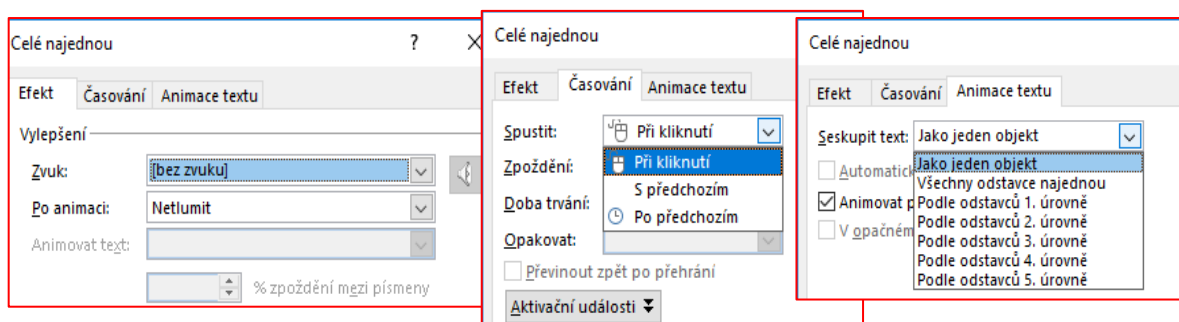 Celé najednou ?
Efekt Časování Animace textu
Vylepšení
Zvuk: [bez zvuku]
Po animaci: Netlumit
Animovat text:
% zpoždění mezi písmeny
Celé najednou
Efekt Časování Animace textu
Spustit: Při kliknutí
Zpoždění: Při kliknutí
S předchozím
Doba trvání: Po předchozím
Opakovat:
Převinout zpět po přehrání
Aktivační události
Celé najednou
Efekt Časování Animace textu
Seskupit text: Jako jeden objekt
Jako jeden objekt
Automatick Všechny odstavce najednou
Podle odstavců 1. úrovně
Animovat p Podle odstavců 2. úrovně
V opačném Podle odstavců 3. úrovně
Podle odstavců 4. úrovně
Podle odstavců 5. úrovně